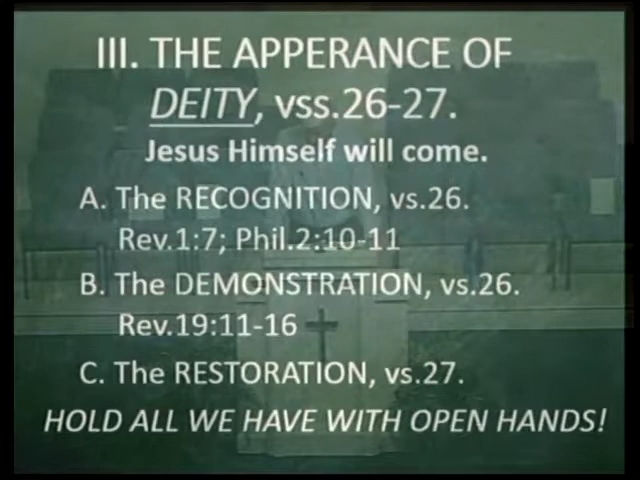 III. THE APPERANCE OF
DEITY, vss.26-27.
Jesus Himself will come.
A. The RECOGNITION, vs.26.
Rev.1:7; Phil.2:10-11
B. The DEMONSTRATION, vs.26.
Rev.19:11-16
C. The RESTORATION, vs.27.
HOLD ALL WE HAVE WITH OPEN HANDS!